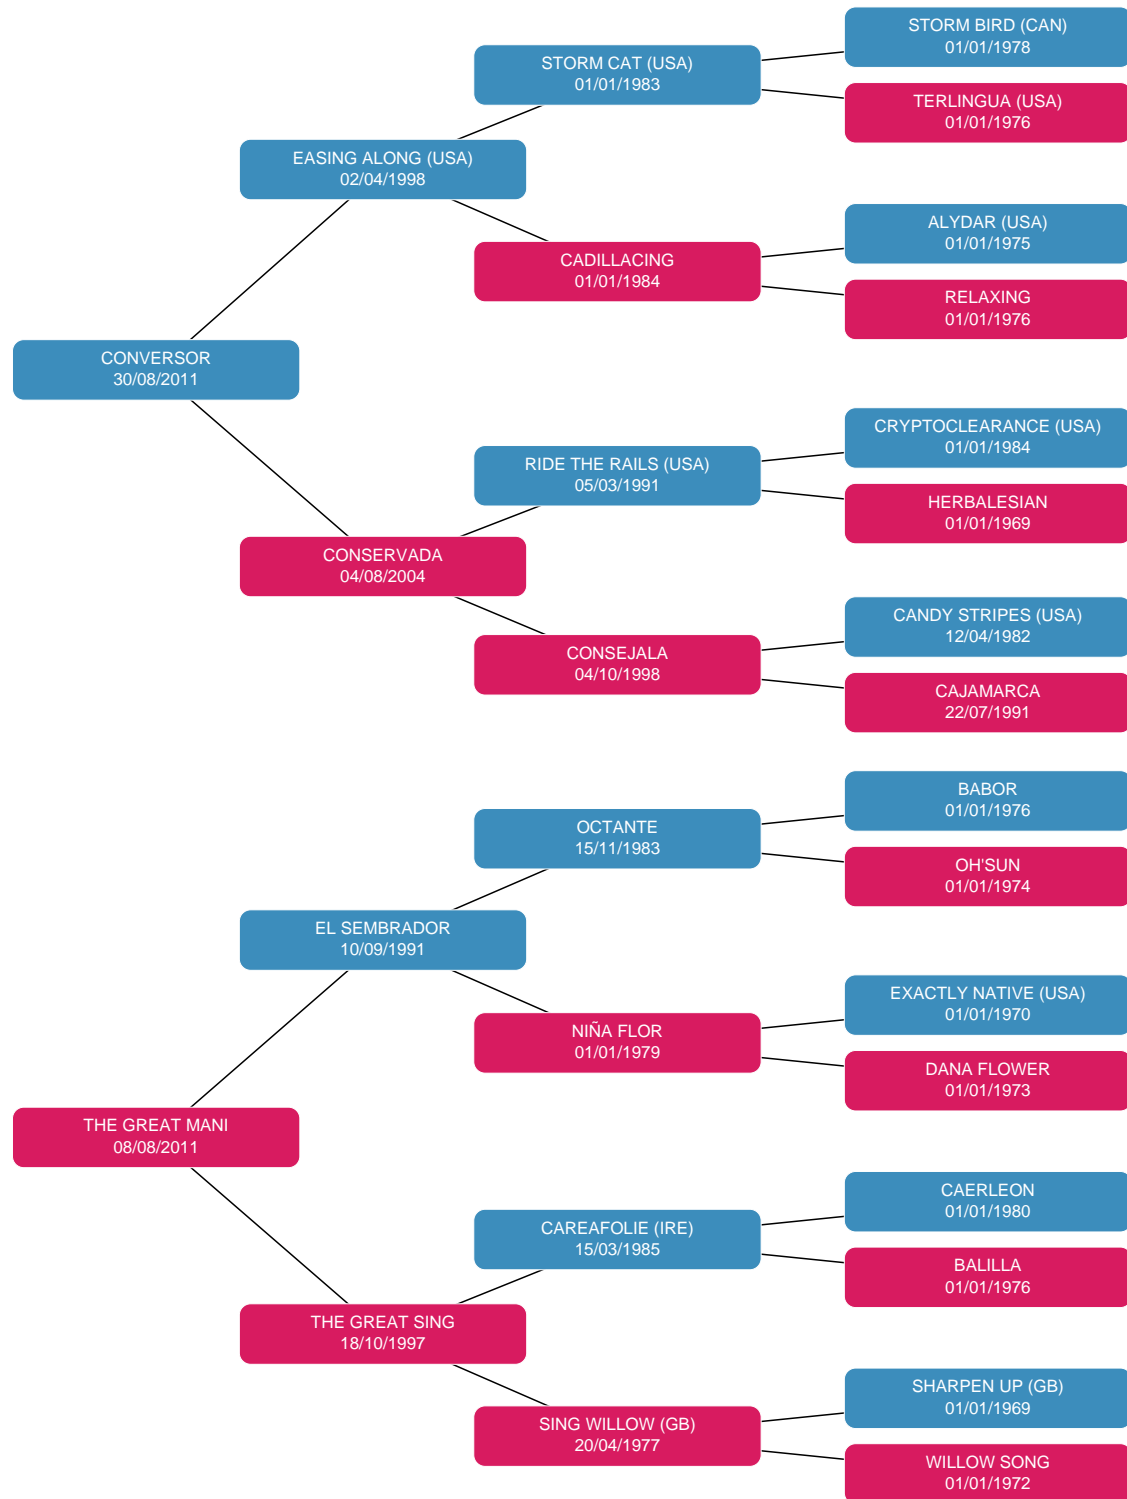 STORM BIRD (CAN)
01/01/1978
STORM CAT (USA)
01/01/1983
TERLINGUA (USA)
01/01/1976
EASING ALONG (USA)
02/04/1998
ALYDAR (USA)
01/01/1975
CADILLACING
01/01/1984
RELAXING
01/01/1976
CONVERSOR
30/08/2011
CRYPTOCLEARANCE (USA)
01/01/1984
RIDE THE RAILS (USA)
05/03/1991
HERBALESIAN
01/01/1969
CONSERVADA
04/08/2004
CANDY STRIPES (USA)
12/04/1982
CONSEJALA
04/10/1998
CAJAMARCA
22/07/1991
BABOR
01/01/1976
OCTANTE
15/11/1983
OH'SUN
01/01/1974
EL SEMBRADOR
10/09/1991
EXACTLY NATIVE (USA)
01/01/1970
NIÑA FLOR
01/01/1979
DANA FLOWER
01/01/1973
THE GREAT MANI
08/08/2011
CAERLEON
01/01/1980
CAREAFOLIE (IRE)
15/03/1985
BALILLA
01/01/1976
THE GREAT SING
18/10/1997
SHARPEN UP (GB)
01/01/1969
SING WILLOW (GB)
20/04/1977
WILLOW SONG
01/01/1972